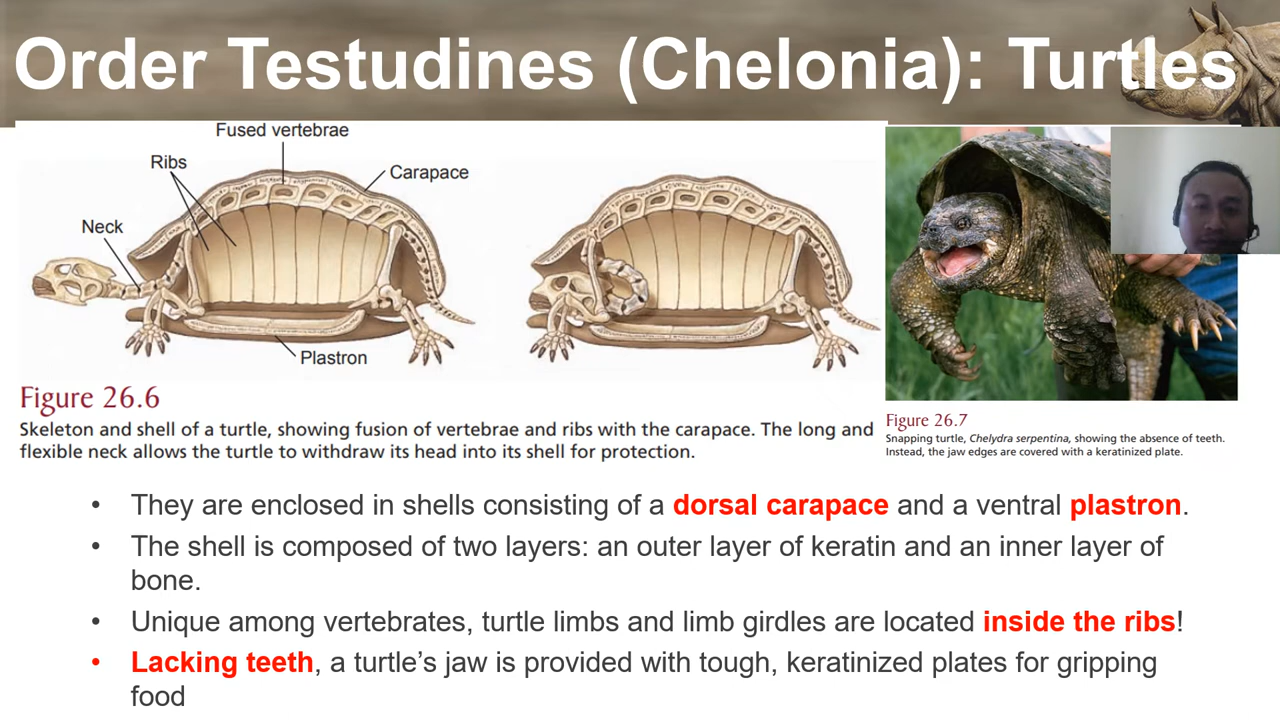 Order Testudines (Chelonia): Turtles
Fused vertebrae
Ribs
Carapace
Neck
Plastron
Figure 26.6
Skeleton and shell of a turtle, showing fusion of vertebrae and ribs with the carapace. The long and
flexible neck allows the turtle to withdraw its head into its shell for protection.
Figure 26.7
Snapping turtle, Chelydra serpentina, showing the absence of teeth.
Instead, the jaw edges are covered with a keratinized plate.
• They are enclosed in shells consisting of a dorsal carapace and a ventral plastron.
• The shell is composed of two layers: an outer layer of keratin and an inner layer of
bone.
• Unique among vertebrates, turtle limbs and limb girdles are located inside the ribs!
• Lacking teeth, a turtle’s jaw is provided with tough, keratinized plates for gripping
food